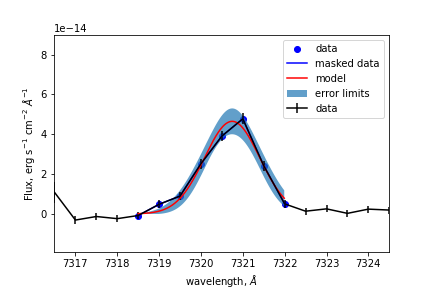 1e−14
data
masked data
model
error limits
data
Flux, erg s⁻¹ cm⁻² Å⁻¹
8
6
4
2
0
7317 7318 7319 7320 7321 7322 7323 7324
wavelength, Å